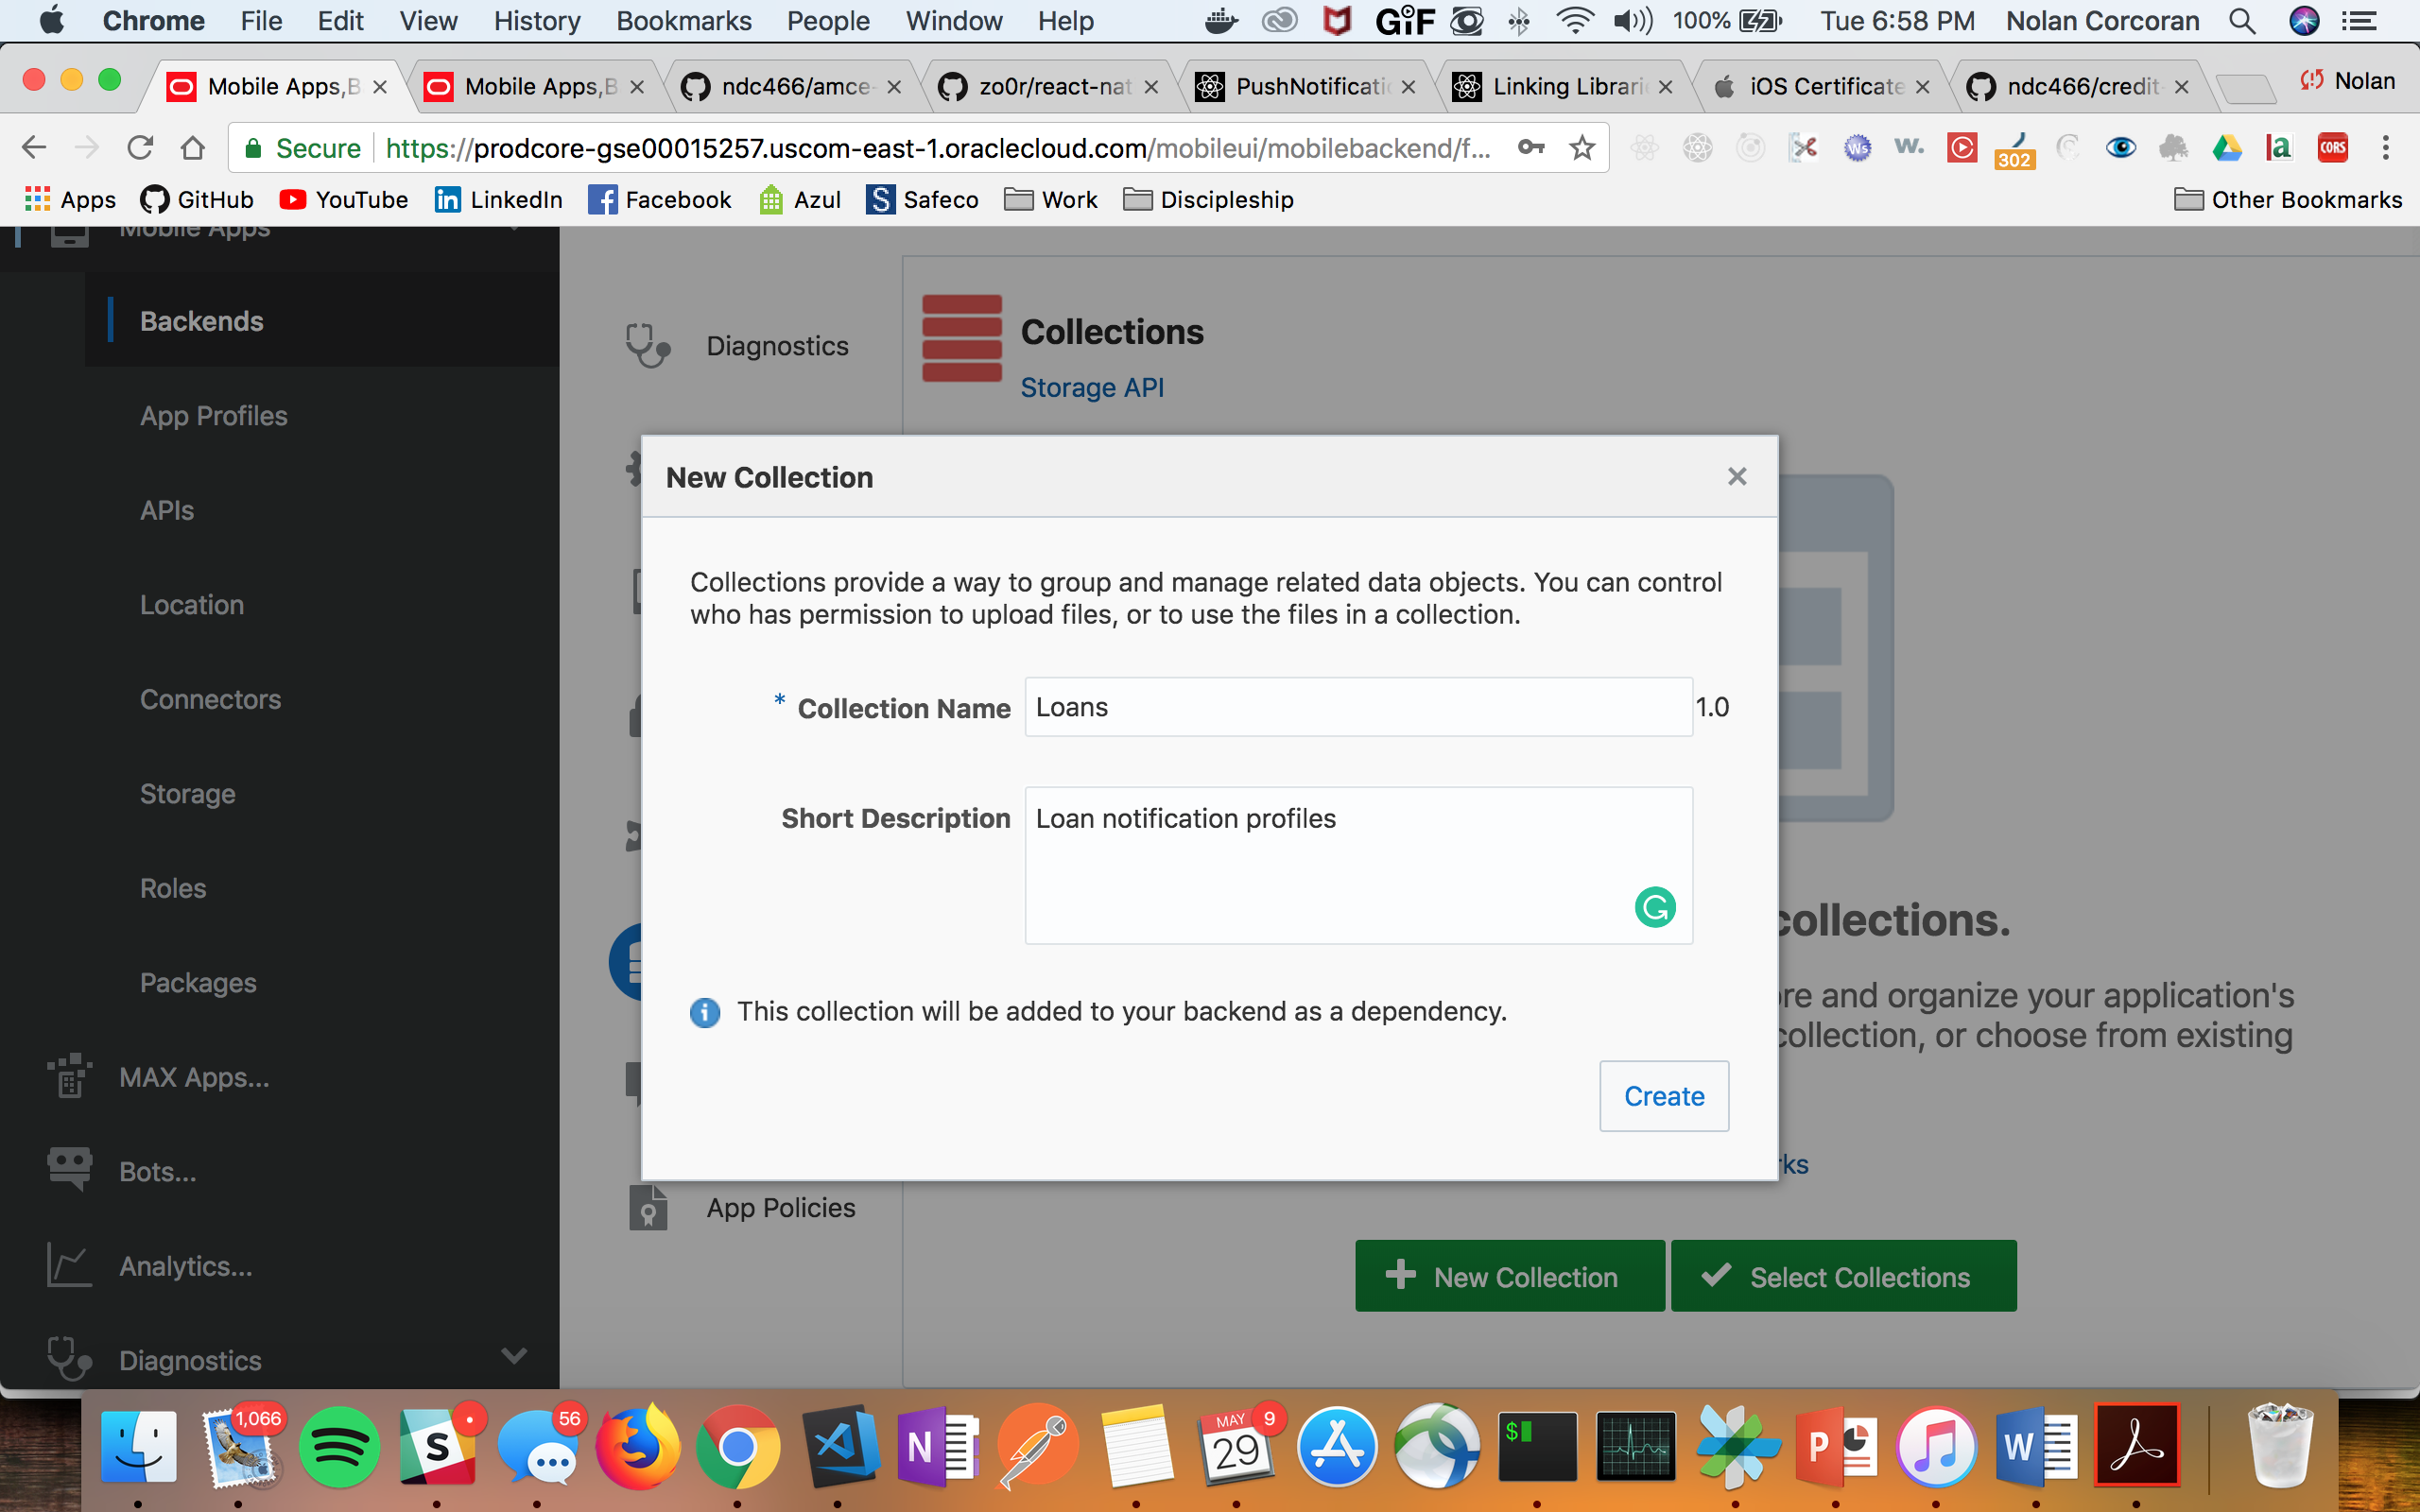 Chrome File Edit View History Bookmarks People Window Help GIF 100% Tue 6:58 PM Nolan Corcoran
Mobile Apps,B Mobile Apps,B ndc466/amce- zo0r/react-nat PushNotificati Linking Librari iOS Certificate ndc466/credit- Nolan
Secure https://prodcore-gse00015257.uscom-east-1.oraclecloud.com/mobileui/mobilebackend/f... Ws w. 302 a CORS
Apps GitHub YouTube LinkedIn Facebook Azul Safeco Work Discipleship Other Bookmarks
Mobile Apps
Backends
App Profiles
APIs
Location
Connectors
Storage
Roles
Packages
MAX Apps...
Bots...
Analytics...
Diagnostics
Diagnostics
App Policies
Collections
Storage API
New Collection
Collections provide a way to group and manage related data objects. You can control
who has permission to upload files, or to use the files in a collection.
* Collection Name Loans 1.0
Short Description Loan notification profiles
This collection will be added to your backend as a dependency.
Create
collections.
re and organize your application's
collection, or choose from existing
ks
New Collection Select Collections
1,066 S 56 N MAY 29 9 $ P W